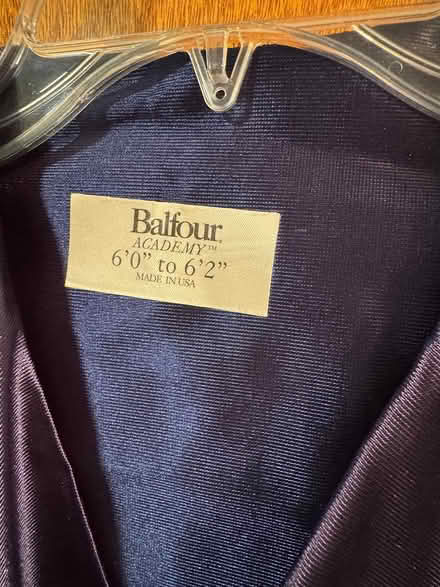 Balfour
ACADEMY™
6'0" to 6'2"
MADE IN USA